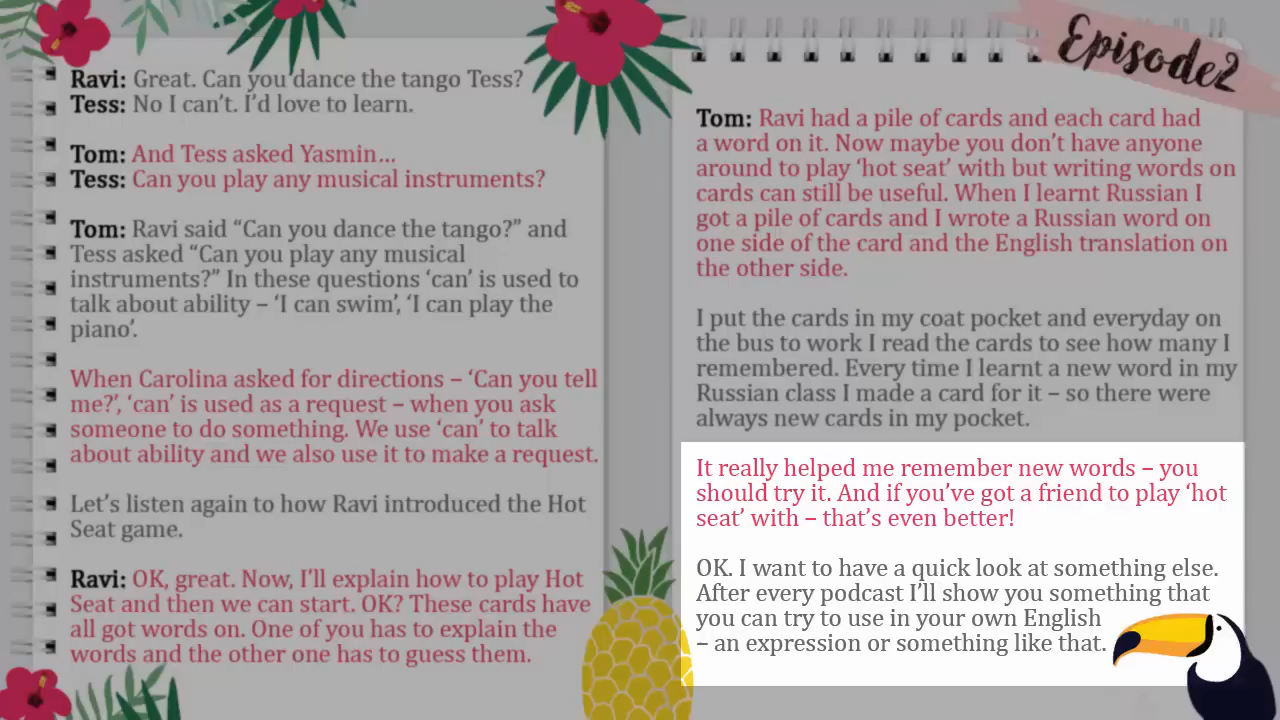 Ravi: Great. Can you dance the tango Tess?
Tess: No I can't. I'd love to learn.
Tom: And Tess asked Yasmin...
Tess: Can you play any musical instruments?
Tom: Ravi said “Can you dance the tango?” and
Tess asked “Can you play any musical
instruments?” In these questions ‘can’ is used to
talk about ability – ‘I can swim’, ‘I can play the
piano’.
When Carolina asked for directions – ‘Can you tell
me?’, ‘can’ is used as a request – when you ask
someone to do something. We use ‘can’ to talk
about ability and we also use it to make a request.
Let’s listen again to how Ravi introduced the Hot
Seat game.
Ravi: OK, great. Now, I’ll explain how to play Hot
Seat and then we can start. OK? These cards have
all got words on. One of you has to explain the
words and the other one has to guess them.
Episode2
Tom: Ravi had a pile of cards and each card had
a word on it. Now maybe you don’t have anyone
around to play ‘hot seat’ with but writing words on
cards can still be useful. When I learnt Russian I
got a pile of cards and I wrote a Russian word on
one side of the card and the English translation on
the other side.
I put the cards in my coat pocket and everyday on
the bus to work I read the cards to see how many I
remembered. Every time I learnt a new word in my
Russian class I made a card for it – so there were
always new cards in my pocket.
It really helped me remember new words – you
should try it. And if you’ve got a friend to play ‘hot
seat’ with – that’s even better!
OK. I want to have a quick look at something else.
After every podcast I’ll show you something that
you can try to use in your own English
– an expression or something like that.